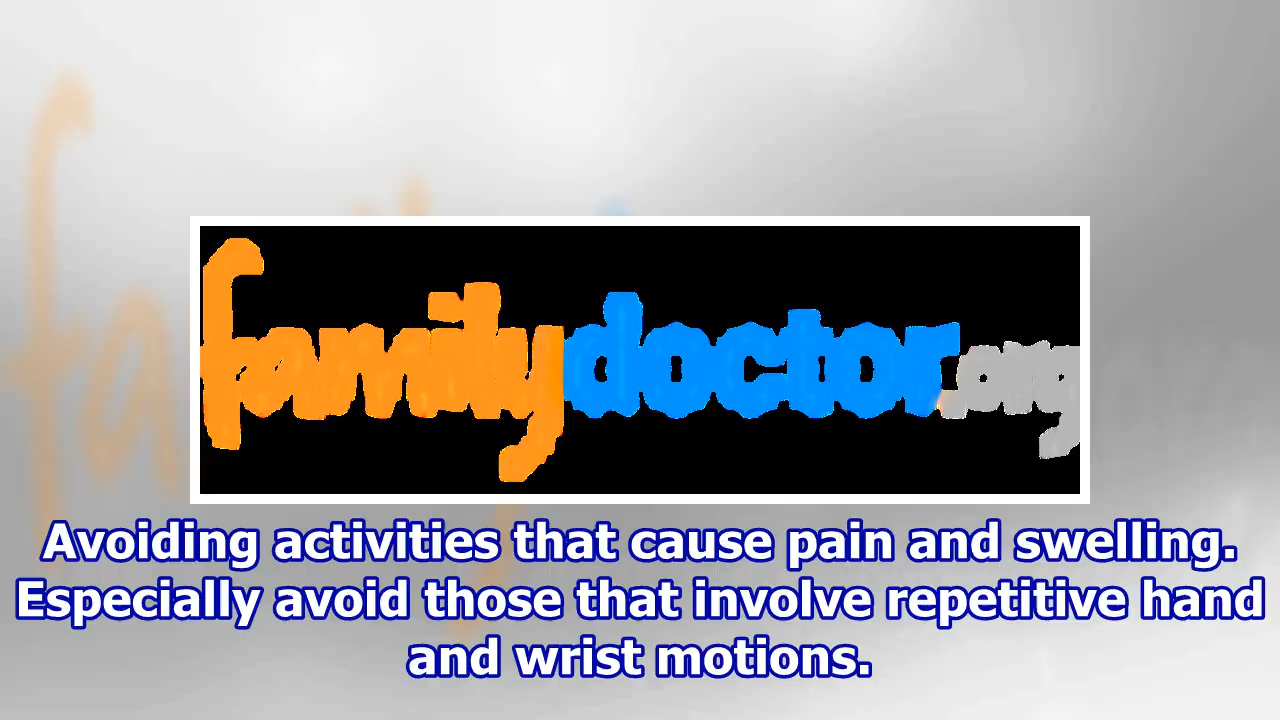 familydoctor.org
Avoiding activities that cause pain and swelling.
Especially avoid those that involve repetitive hand
and wrist motions.